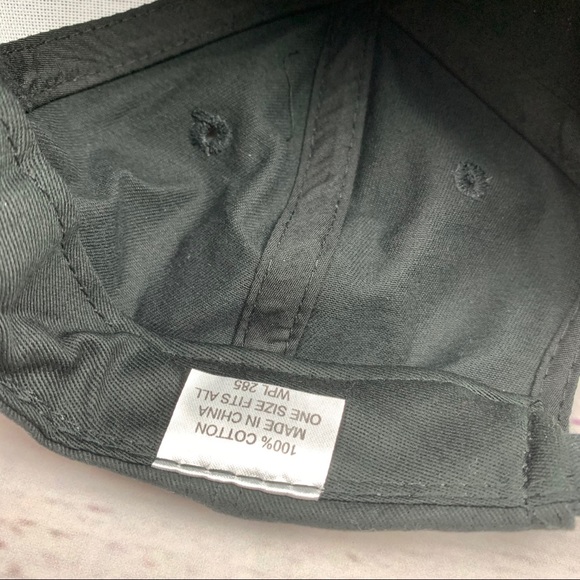 100% COTTON
MADE IN CHINA
ONE SIZE FITS ALL
WPL 285